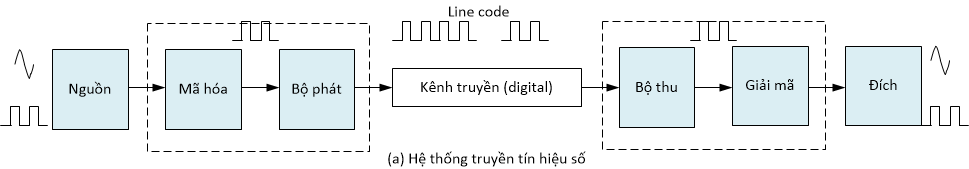 Line code
Nguồn
Mã hóa
Bộ phát
Kênh truyền (digital)
Bộ thu
Giải mã
Đích
(a) Hệ thống truyền tín hiệu số